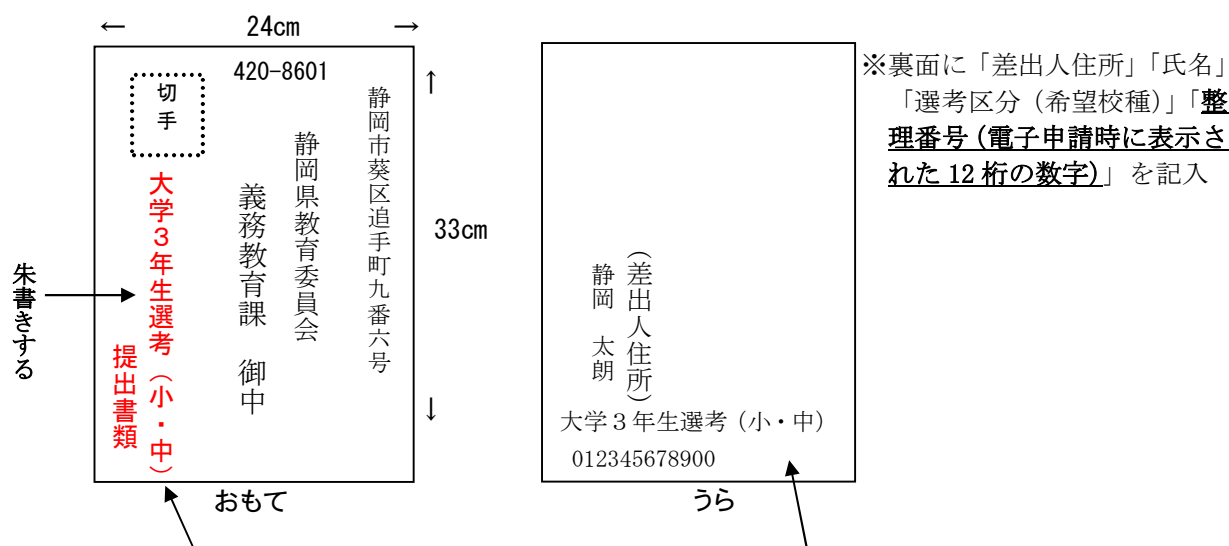 ← 24cm →
420-8601
切
手
静岡市葵区追手町九番六号
静岡県教育委員会
義務教育課 御中
大学3年生選考（小・中）
提出書類
朱書きする
↑
33cm
↓
おもて
（差出人住所）
静岡 太朗
大学３年生選考（小・中）
012345678900
うら
※裏面に「差出人住所」「氏名」
「選考区分（希望校種）」「整
理番号（電子申請時に表示さ
れた 12 桁の数字）」を記入